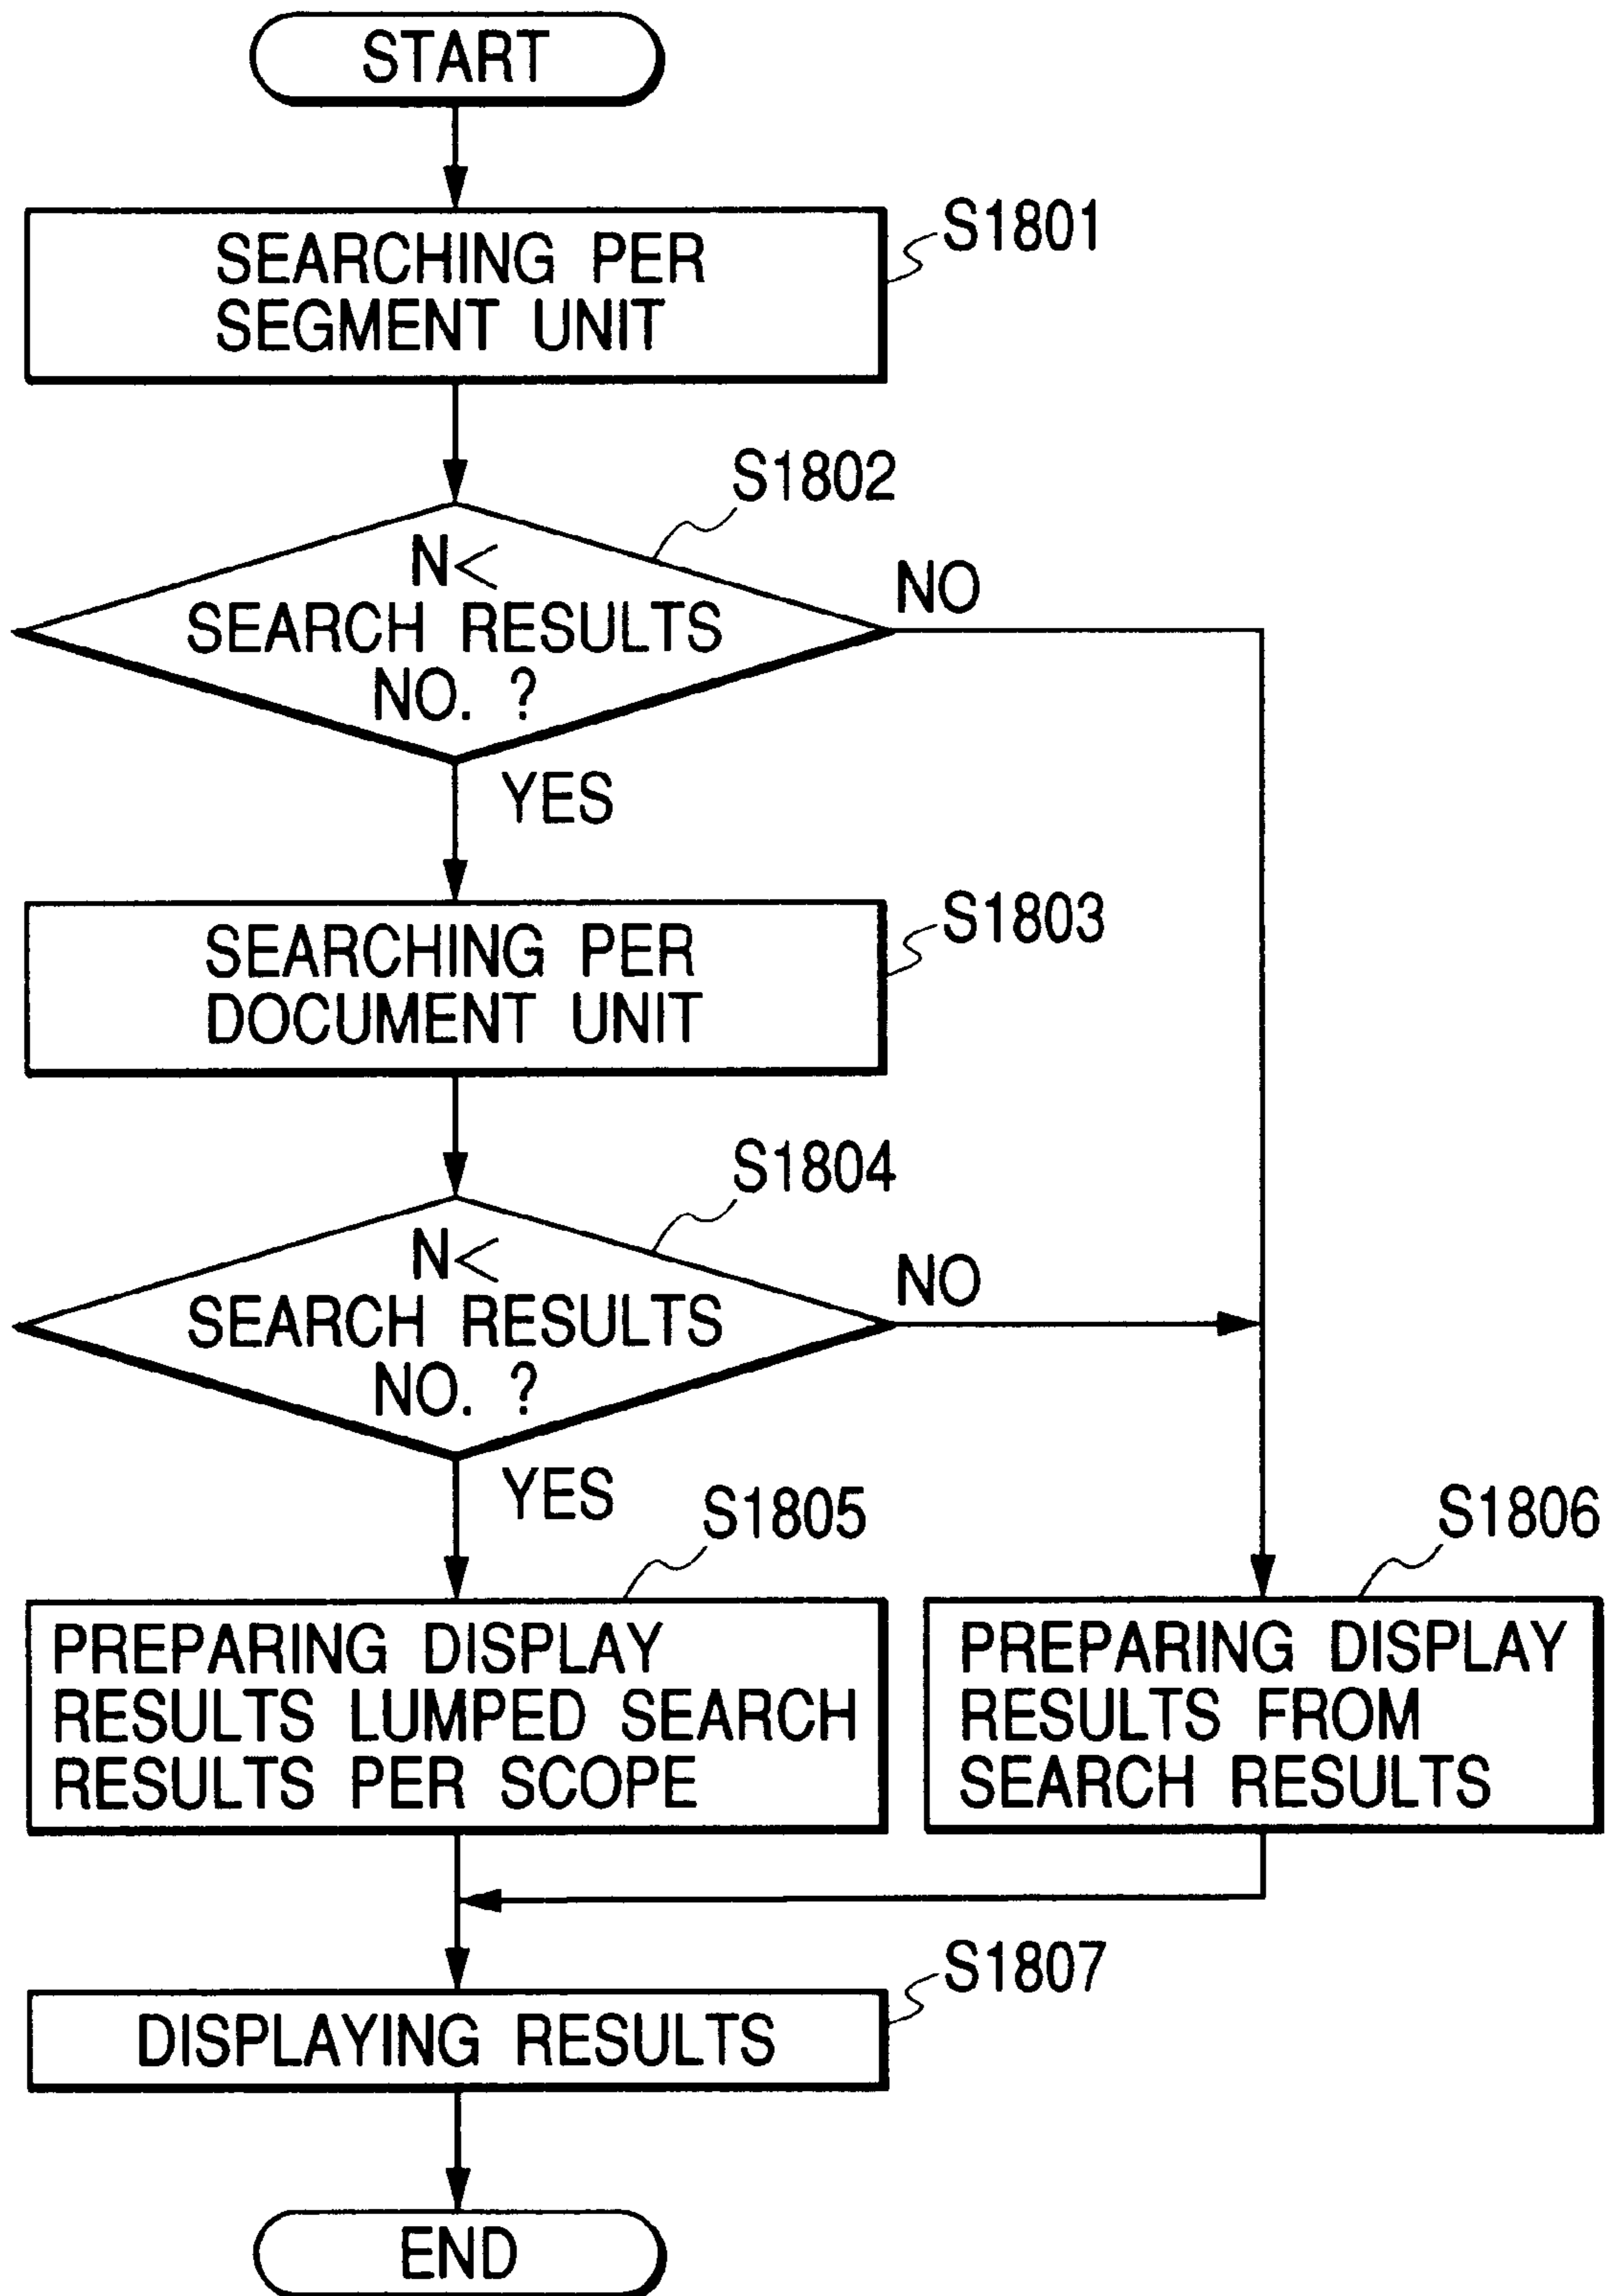 START
SEARCHING PER
SEGMENT UNIT
S1801
S1802
N<
SEARCH RESULTS
NO. ?
NO
YES
SEARCHING PER
DOCUMENT UNIT
S1803
S1804
N<
SEARCH RESULTS
NO. ?
NO
YES
S1805
PREPARING DISPLAY
RESULTS LUMPED SEARCH
RESULTS PER SCOPE
S1806
PREPARING DISPLAY
RESULTS FROM
SEARCH RESULTS
S1807
DISPLAYING RESULTS
END